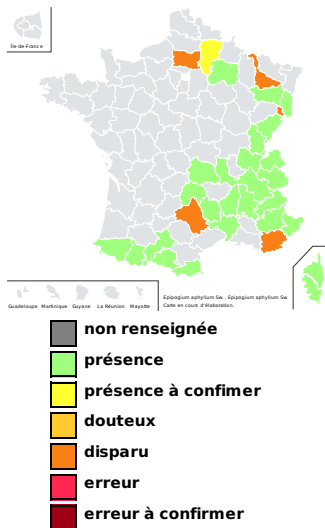 Île-de-France
Guadeloupe Martinique Guyane La Réunion Mayotte
Epipogium aphyllum Sw. , Epipogium aphyllum Sw.
Carte en cours d'élaboration.
non renseignée
présence
présence à confimer
douteux
disparu
erreur
erreur à confirmer